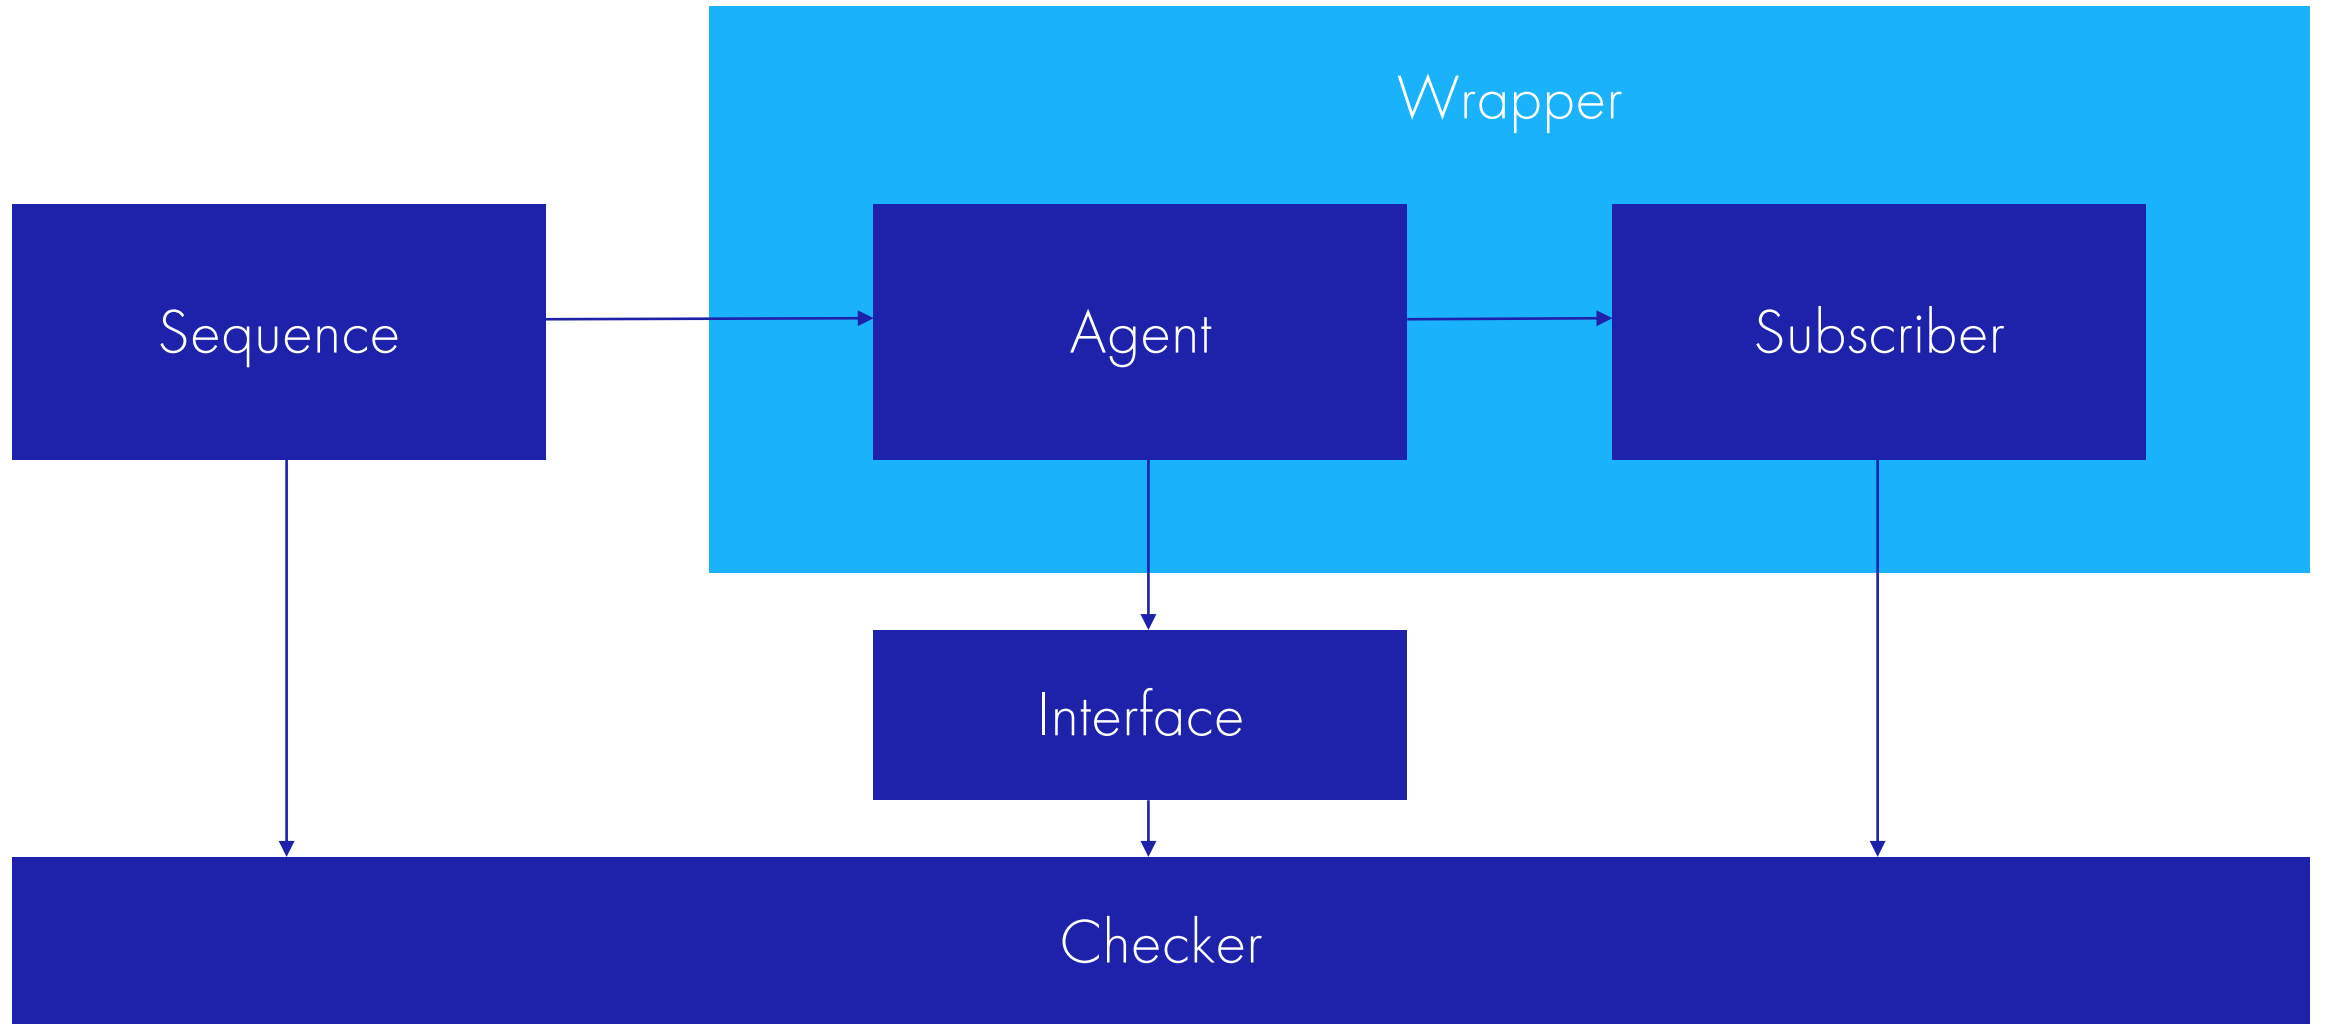 Wrapper
Sequence
Agent
Subscriber
Interface
Checker